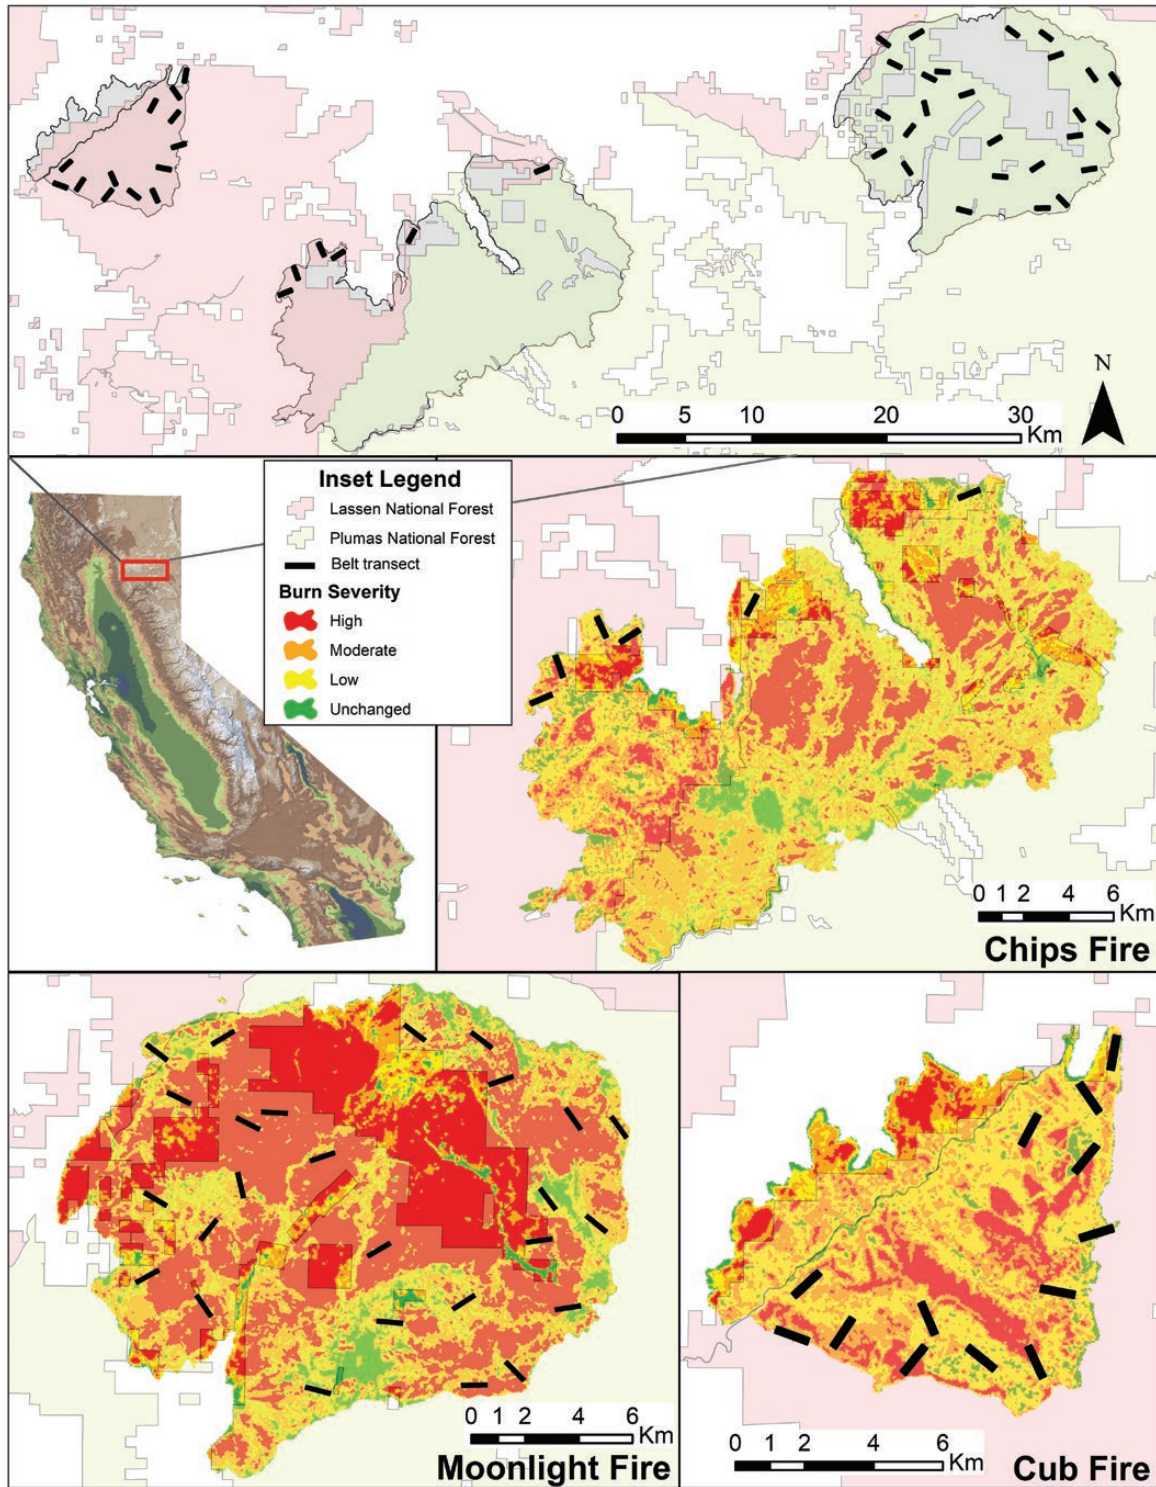 N
0 5 10 20 30
Km
Inset Legend
Lassen National Forest
Plumas National Forest
Belt transect
Burn Severity
High
Moderate
Low
Unchanged
0 1 2 4 6
Km
Chips Fire
0 1 2 4 6
Km
Moonlight Fire
0 1 2 4 6
Km
Cub Fire